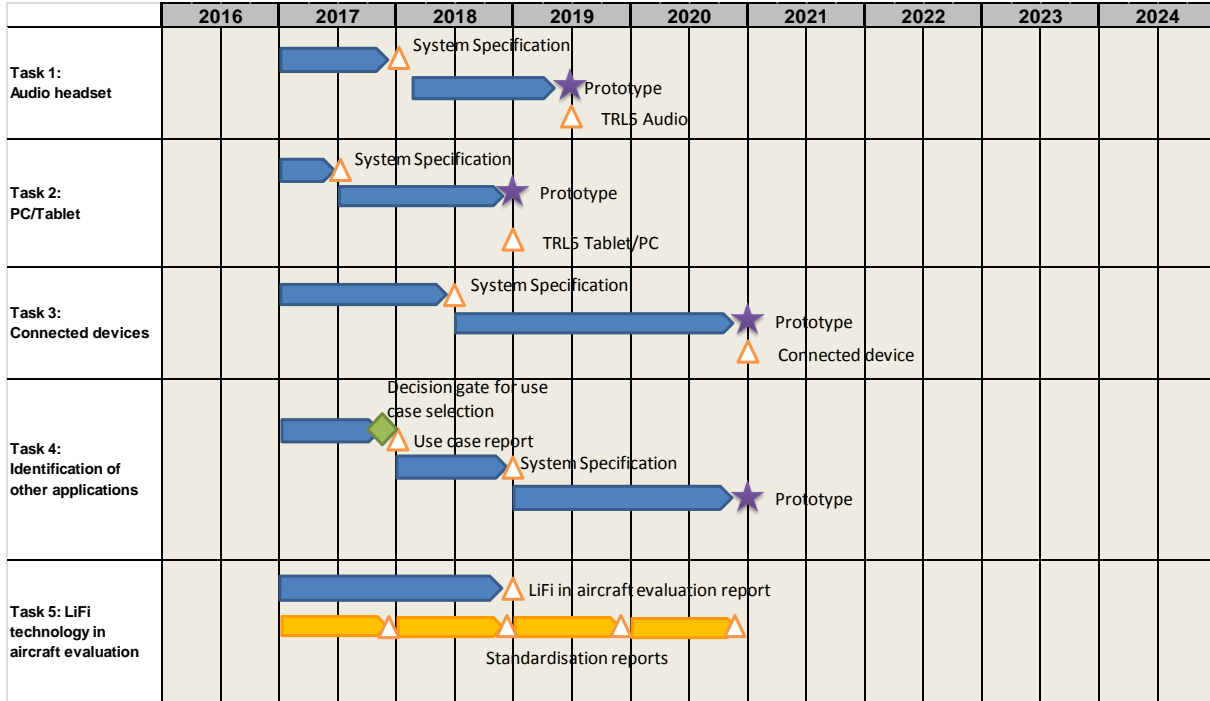 2016 2017 2018 2019 2020 2021 2022 2023 2024
Task 1:
Audio headset
System Specification
Prototype
TRL5 Audio
Task 2:
PC/Tablet
System Specification
Prototype
TRL5 Tablet/PC
Task 3:
Connected devices
System Specification
Prototype
Connected device
Task 4:
Identification of
other applications
Decision gate for use
case selection
Use case report
System Specification
Prototype
Task 5: LiFi
technology in
aircraft evaluation
LiFi in aircraft evaluation report
Standardisation reports